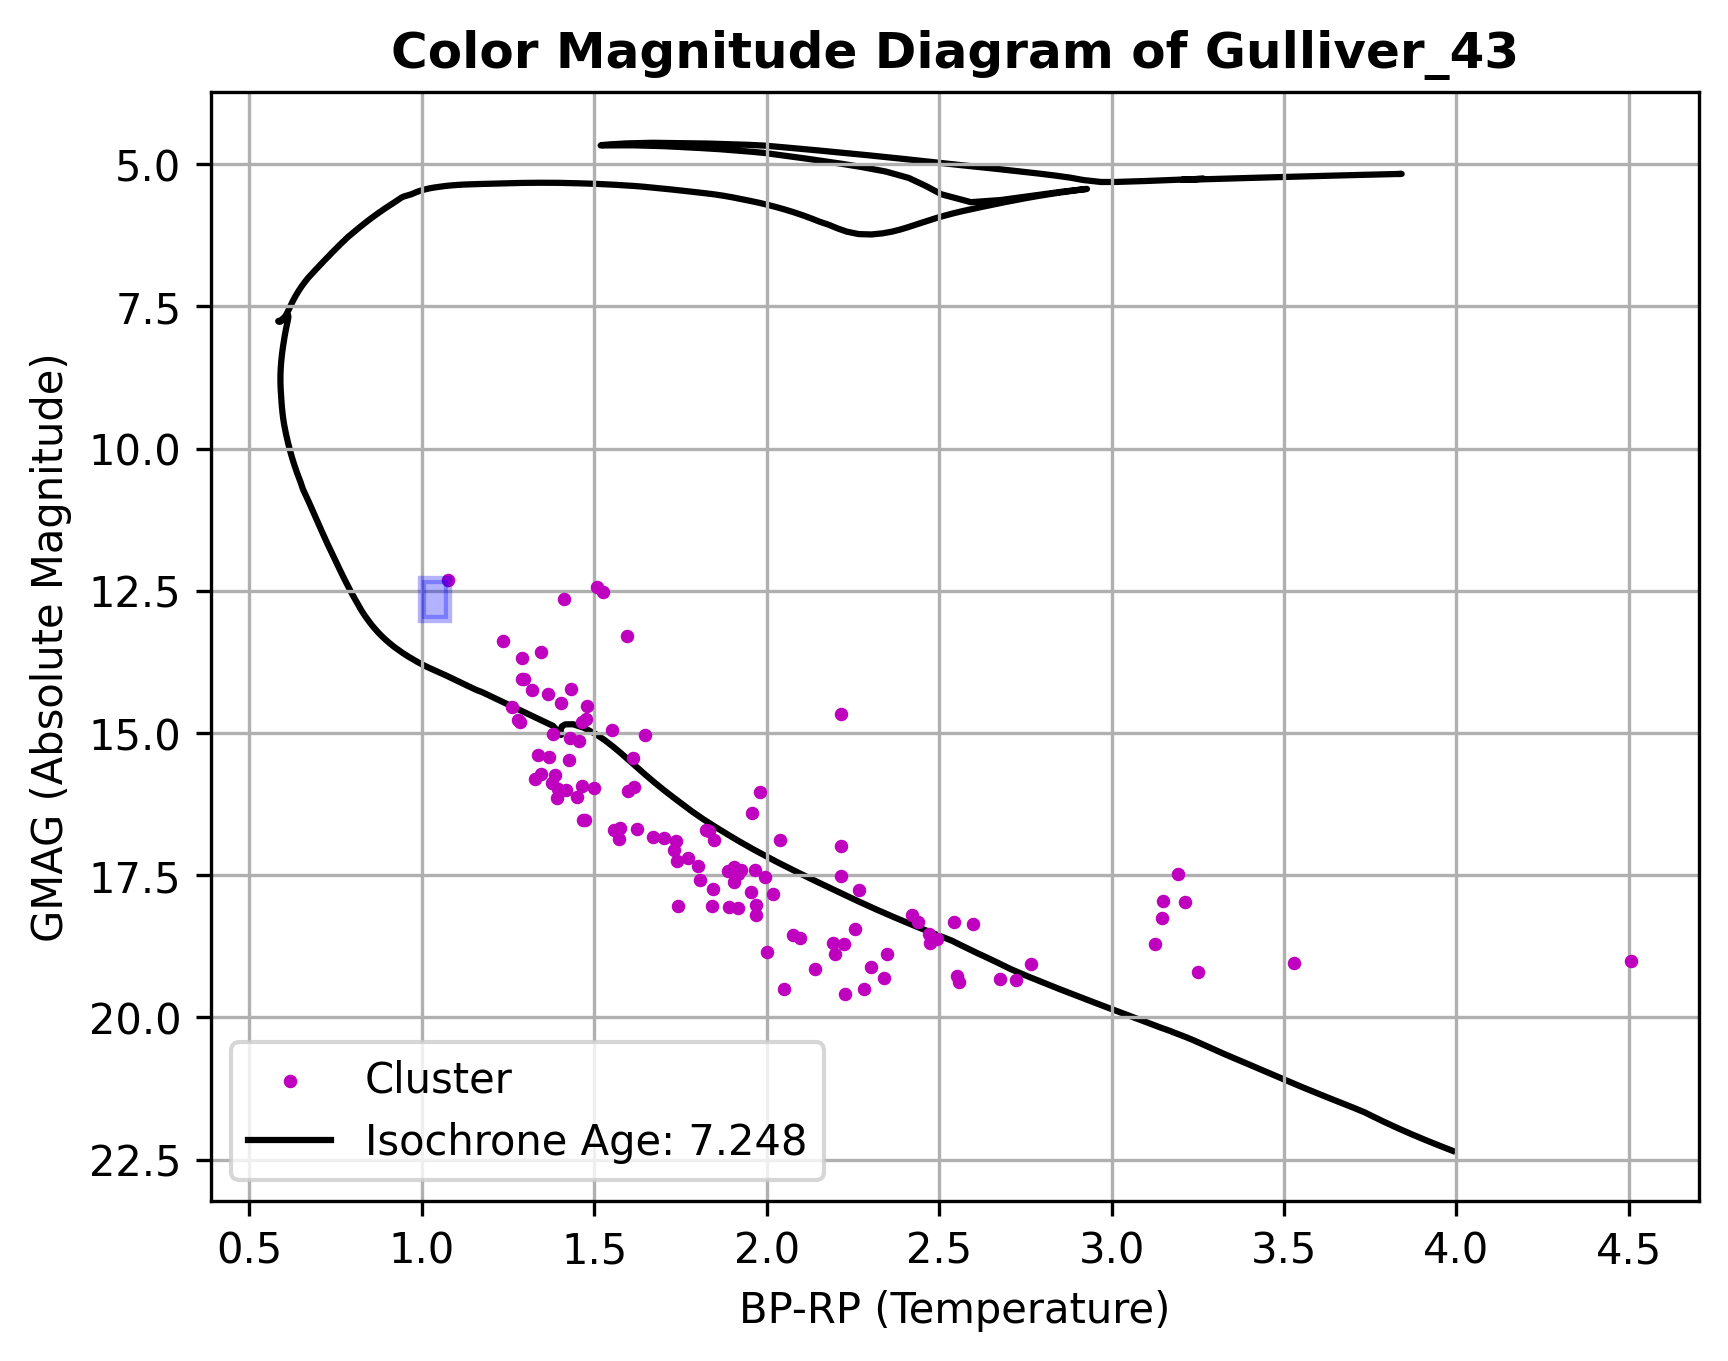 Color Magnitude Diagram of Gulliver_43
GMAG (Absolute Magnitude)
5.0
7.5
10.0
12.5
15.0
17.5
20.0
22.5
Cluster
Isochrone Age: 7.248
0.5 1.0 1.5 2.0 2.5 3.0 3.5 4.0 4.5
BP-RP (Temperature)